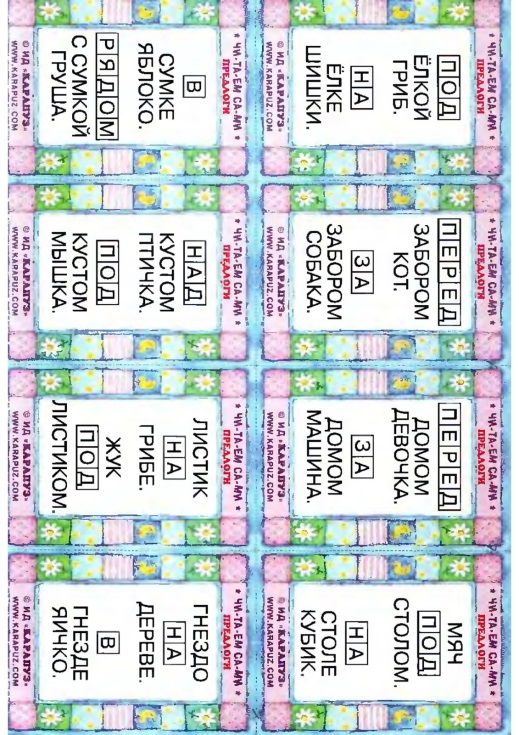 * ЧИ-ТА-ЕМ СА-МИ *
ПРЕДЛОГИ
ПОД
ЁЛКОЙ
ГРИБ.
НА
ЁЛКЕ
ШИШКИ.
© ИД «КАРАПУЗ»
WWW.KARAPUZ.COM
* ЧИ-ТА-ЕМ СА-МИ *
ПРЕДЛОГИ
ПЕРЕД
ЗАБОРОМ
КОТ.
ЗА
ЗАБОРОМ
СОБАКА.
© ИД «КАРАПУЗ»
WWW.KARAPUZ.COM
* ЧИ-ТА-ЕМ СА-МИ *
ПРЕДЛОГИ
ПЕРЕД
ДОМОМ
ДЕВОЧКА.
ЗА
ДОМОМ
МАШИНА.
© ИД «КАРАПУЗ»
WWW.KARAPUZ.COM
* ЧИ-ТА-ЕМ СА-МИ *
ПРЕДЛОГИ
МЯЧ
ПОД
СТОЛОМ.
НА
СТОЛЕ
КУБИК.
© ИД «КАРАПУЗ»
WWW.KARAPUZ.COM
* ЧИ-ТА-ЕМ СА-МИ *
ПРЕДЛОГИ
В
СУМКЕ
ЯБЛОКО.
РЯДОМ
С СУМКОЙ
ГРУША.
© ИД «КАРАПУЗ»
WWW.KARAPUZ.COM
* ЧИ-ТА-ЕМ СА-МИ *
ПРЕДЛОГИ
НАД
КУСТОМ
ПТИЧКА.
ПОД
КУСТОМ
МЫШКА.
© ИД «КАРАПУЗ»
WWW.KARAPUZ.COM
* ЧИ-ТА-ЕМ СА-МИ *
ПРЕДЛОГИ
ЛИСТИК
НА
ГРИБЕ.
ЖУК
ПОД
ЛИСТИКОМ.
© ИД «КАРАПУЗ»
WWW.KARAPUZ.COM
* ЧИ-ТА-ЕМ СА-МИ *
ПРЕДЛОГИ
ГНЕЗДО
НА
ДЕРЕВЕ.
В
ГНЕЗДЕ
ЯИЧКО.
© ИД «КАРАПУЗ»
WWW.KARAPUZ.COM